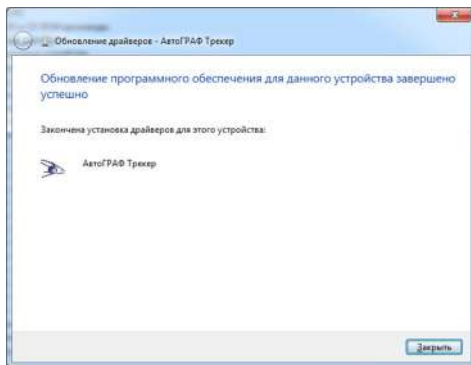 Обновление драйверов - АвтоГРАФ Трекер
Обновление программного обеспечения для данного устройства завершено
успешно
Закончена установка драйверов для этого устройства:
АвтоГРАФ Трекер
Закрыть